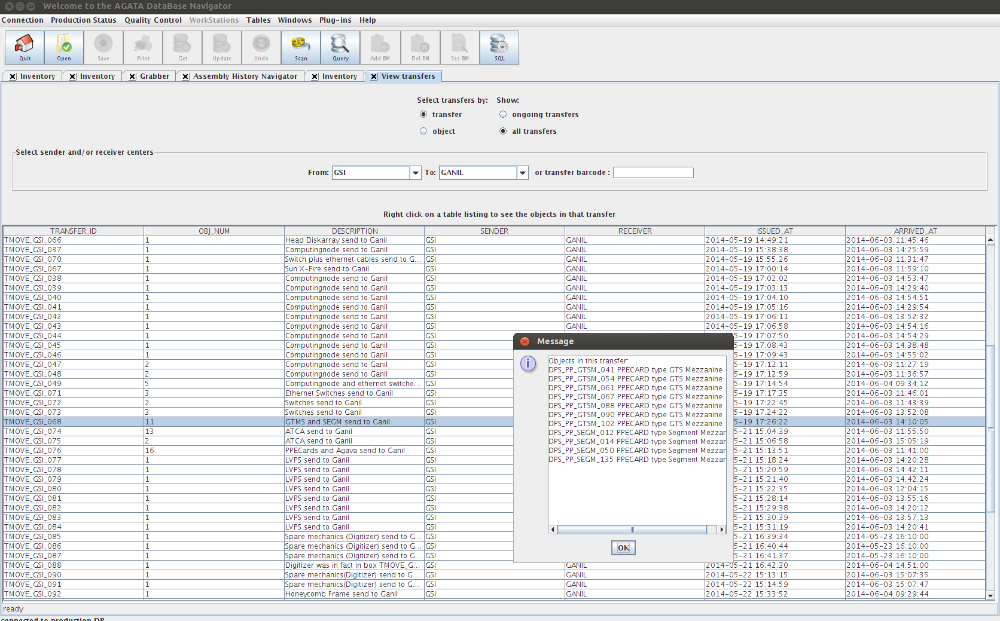 Welcome to the AGATA DataBase Navigator
Connection Production Status Quality Control WorkStations Tables Windows Plug-ins Help
Quit Open Save Print Get Update Undo Scan Query Add BM Del BM See BM SQL
Inventory Inventory Grabber Assembly History Navigator Inventory View transfers
Select transfers by: Show:
transfer ongoing transfers
object all transfers
Select sender and/or receiver centers
From: GSI To: GANIL or transfer barcode :
Right click on a table listing to see the objects in that transfer
TRANSFER_ID OBJ_NUM DESCRIPTION SENDER RECEIVER ISSUED_AT ARRIVED_AT
TMOVE_GSI_066 1 Head Diskarray send to Ganil GSI GANIL 2014-05-19 14:49:21 2014-06-03 11:45:46
TMOVE_GSI_037 1 Computingnode send to Ganil GSI GANIL 2014-05-19 15:38:38 2014-06-03 14:25:59
TMOVE_GSI_070 1 Switch plus ethernet cables send to G... GSI GANIL 2014-05-19 15:55:26 2014-06-03 11:31:47
TMOVE_GSI_067 1 Sun X-Fire send to Ganil GSI GANIL 2014-05-19 17:00:14 2014-06-03 11:59:10
TMOVE_GSI_038 1 Computingnode send to Ganil GSI GANIL 2014-05-19 17:02:02 2014-06-03 14:53:47
TMOVE_GSI_039 1 Computingnode send to Ganil GSI GANIL 2014-05-19 17:03:13 2014-06-03 14:29:40
TMOVE_GSI_040 1 Computingnode send to Ganil GSI GANIL 2014-05-19 17:04:10 2014-06-03 14:54:51
TMOVE_GSI_041 1 Computingnode send to Ganil GSI GANIL 2014-05-19 17:05:16 2014-06-03 14:29:54
TMOVE_GSI_042 1 Computingnode send to Ganil GSI GANIL 2014-05-19 17:06:11 2014-06-03 13:52:32
TMOVE_GSI_043 1 Computingnode send to Ganil GSI GANIL 2014-05-19 17:06:58 2014-06-03 14:54:16
TMOVE_GSI_044 1 Computingnode send to Ganil GSI 5-19 17:07:50 2014-06-03 14:54:29
TMOVE_GSI_045 1 Computingnode send to Ganil GSI 5-19 17:08:43 2014-06-03 14:38:48
TMOVE_GSI_046 1 Computingnode send to Ganil GSI 5-19 17:09:43 2014-06-03 14:55:02
TMOVE_GSI_047 2 Computingnode send to Ganil GSI 5-19 17:12:11 2014-06-03 11:27:19
TMOVE_GSI_048 2 Computingnode send to Ganil GSI 5-19 17:12:59 2014-06-03 11:36:57
TMOVE_GSI_049 5 Computingnode and ethernet switche... GSI 5-19 17:14:54 2014-06-04 09:34:12
TMOVE_GSI_071 3 Ethernet Switches send to Ganil GSI 5-19 17:17:35 2014-06-03 11:46:01
TMOVE_GSI_072 2 Switches send to Ganil GSI 5-19 17:22:45 2014-06-03 11:43:39
TMOVE_GSI_073 3 Switches send to Ganil GSI 5-19 17:24:22 2014-06-03 13:52:08
TMOVE_GSI_068 11 GTMS and SEGM send to Ganil GSI 5-19 17:26:22 2014-06-03 14:10:05
TMOVE_GSI_074 13 ATCA send to Ganil GSI 5-21 15:04:39 2014-06-03 11:55:50
TMOVE_GSI_075 2 ATCA send to Ganil GSI 5-21 15:06:58 2014-06-03 15:05:19
TMOVE_GSI_076 16 PPECards and Agava send to Ganil GSI 5-21 15:13:51 2014-06-03 11:41:00
TMOVE_GSI_077 1 LVPS send to Ganil GSI 5-21 15:18:24 2014-06-03 14:20:28
TMOVE_GSI_078 1 LVPS send to Ganil GSI 5-21 15:20:59 2014-06-03 14:42:11
TMOVE_GSI_079 1 LVPS send to Ganil GSI 5-21 15:21:40 2014-06-03 14:42:24
TMOVE_GSI_080 1 LVPS send to Ganil GSI 5-21 15:22:35 2014-06-03 12:04:15
TMOVE_GSI_081 1 LVPS send to Ganil GSI 5-21 15:28:14 2014-06-03 13:55:16
TMOVE_GSI_082 1 LVPS send to Ganil GSI 5-21 15:29:38 2014-06-03 14:20:12
TMOVE_GSI_083 1 LVPS send to Ganil GSI 5-21 15:30:39 2014-06-03 13:57:13
TMOVE_GSI_084 1 LVPS send to Ganil GSI 5-21 15:31:19 2014-06-03 14:20:41
TMOVE_GSI_085 1 Spare mechanics (Digitizer) send to G... GSI 5-21 16:39:34 2014-05-23 16:10:00
TMOVE_GSI_086 1 Spare mechanics (Digitizer) send to G... GSI 5-21 16:40:44 2014-05-23 16:10:00
TMOVE_GSI_087 1 Spare mechanics (Digitizer) send to G... GSI 5-21 16:41:37 2014-05-23 16:10:00
TMOVE_GSI_088 1 Digitizer was in fact in box TMOVE_G... GSI GANIL 2014-05-21 16:42:30 2014-06-04 14:51:00
TMOVE_GSI_090 1 Spare mechanics(Digitizer) send to G... GSI GANIL 2014-05-22 15:13:15 2014-06-03 15:07:35
TMOVE_GSI_091 1 Spare mechanics(Digitizer) send to G... GSI GANIL 2014-05-22 15:14:59 2014-06-03 15:07:47
TMOVE_GSI_092 1 Honeycomb Frame send to Ganil GSI GANIL 2014-05-22 15:33:52 2014-06-04 09:29:44
Message
Objects in this transfer:
DPS_PP_GTSM_041 PPECARD type GTS Mezzanine
DPS_PP_GTSM_054 PPECARD type GTS Mezzanine
DPS_PP_GTSM_061 PPECARD type GTS Mezzanine
DPS_PP_GTSM_067 PPECARD type GTS Mezzanine
DPS_PP_GTSM_088 PPECARD type GTS Mezzanine
DPS_PP_GTSM_090 PPECARD type GTS Mezzanine
DPS_PP_GTSM_102 PPECARD type GTS Mezzanine
DPS_PP_SEGM_012 PPECARD type Segment Mezzan
DPS_PP_SEGM_014 PPECARD type Segment Mezzan
DPS_PP_SEGM_050 PPECARD type Segment Mezzan
DPS_PP_SEGM_135 PPECARD type Segment Mezzan
OK
ready
connected to production DB